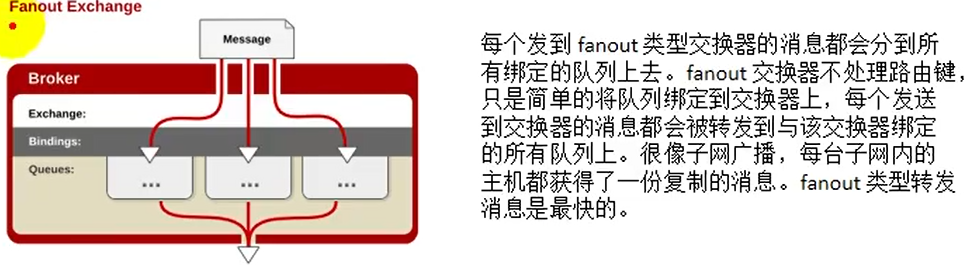 Fanout Exchange
Message
Broker
Exchange:
Bindings:
Queues:
...
...
...
每个发到 fanout 类型交换器的消息都会分到所
有绑定的队列上去。fanout 交换器不处理路由键，
只是简单的将队列绑定到交换器上，每个发送
到交换器的消息都会被转发到与该交换器绑定
的所有队列上。很像子网广播，每台子网内的
主机都获得了一份复制的消息。fanout 类型转发
消息是最快的。